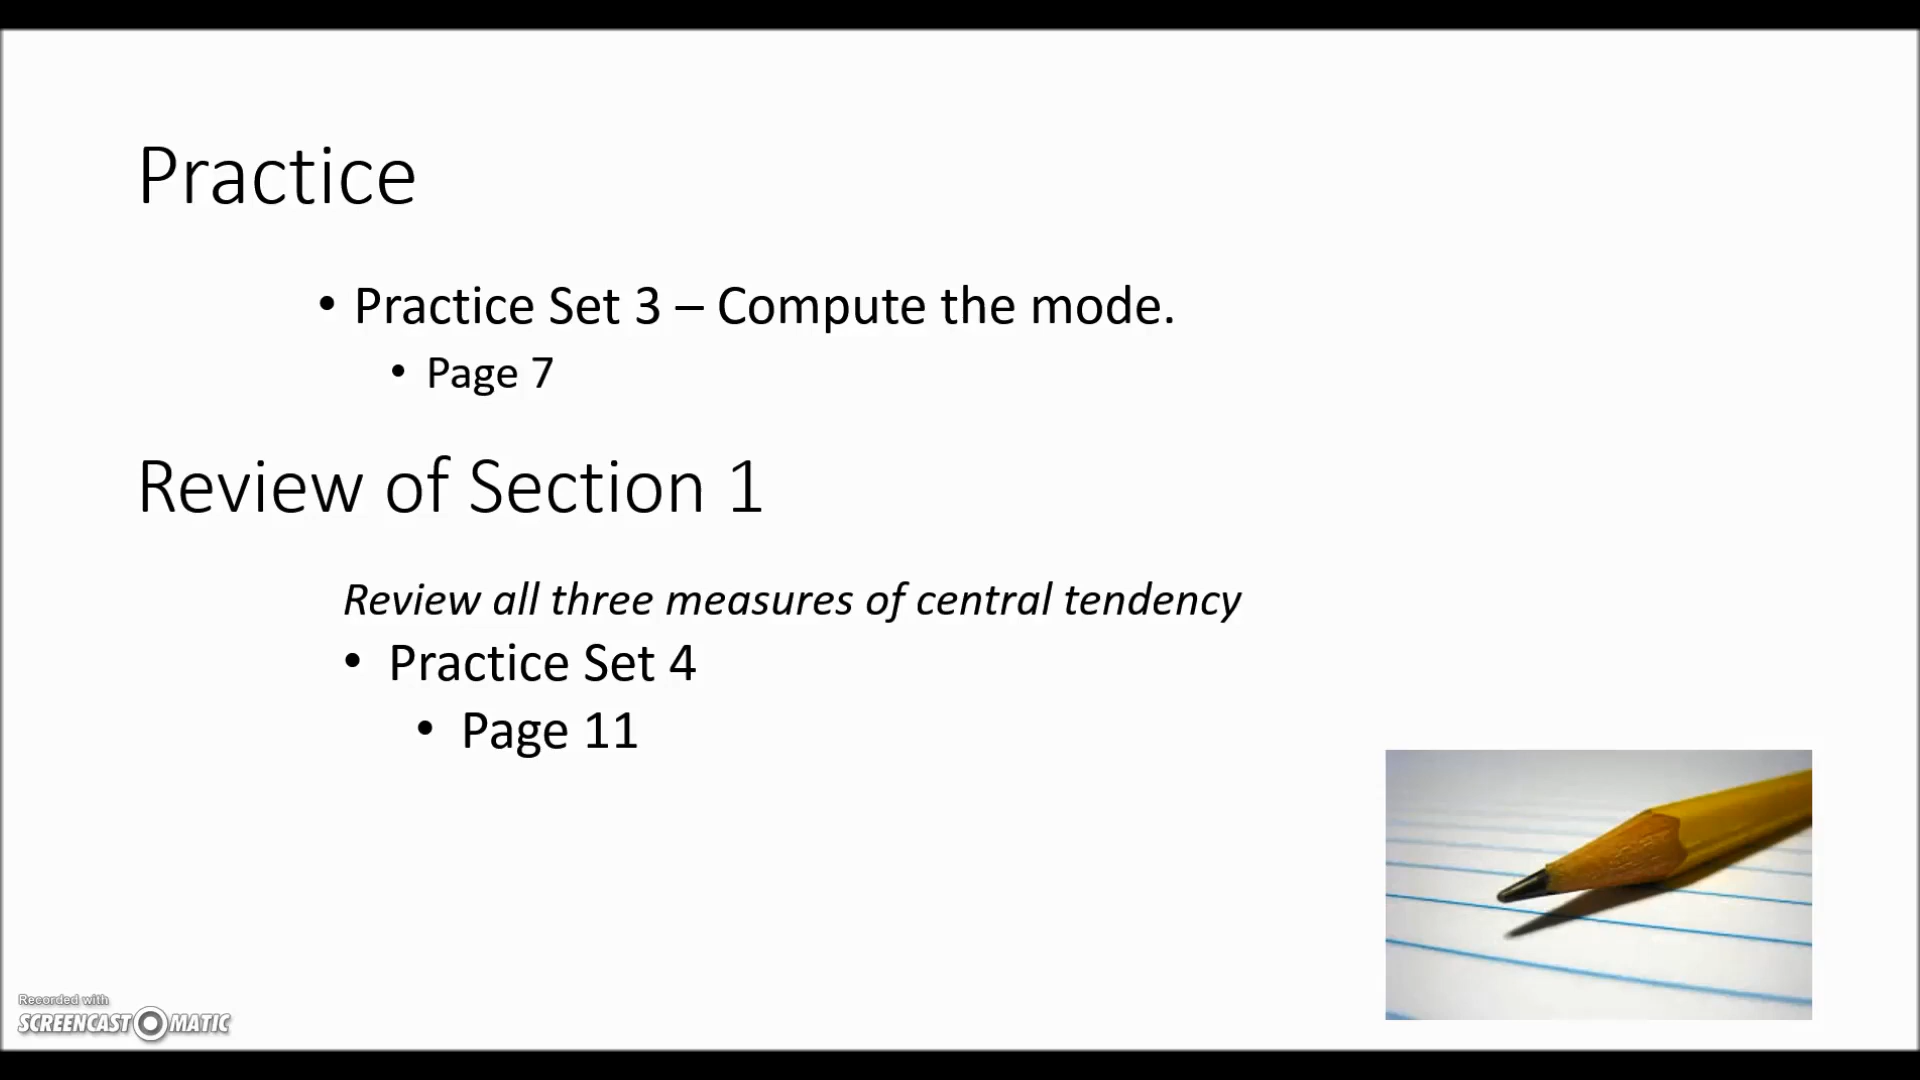 Practice
• Practice Set 3 – Compute the mode.
• Page 7
Review of Section 1
Review all three measures of central tendency
• Practice Set 4
• Page 11
Recorded with
SCREENCAST MATIC